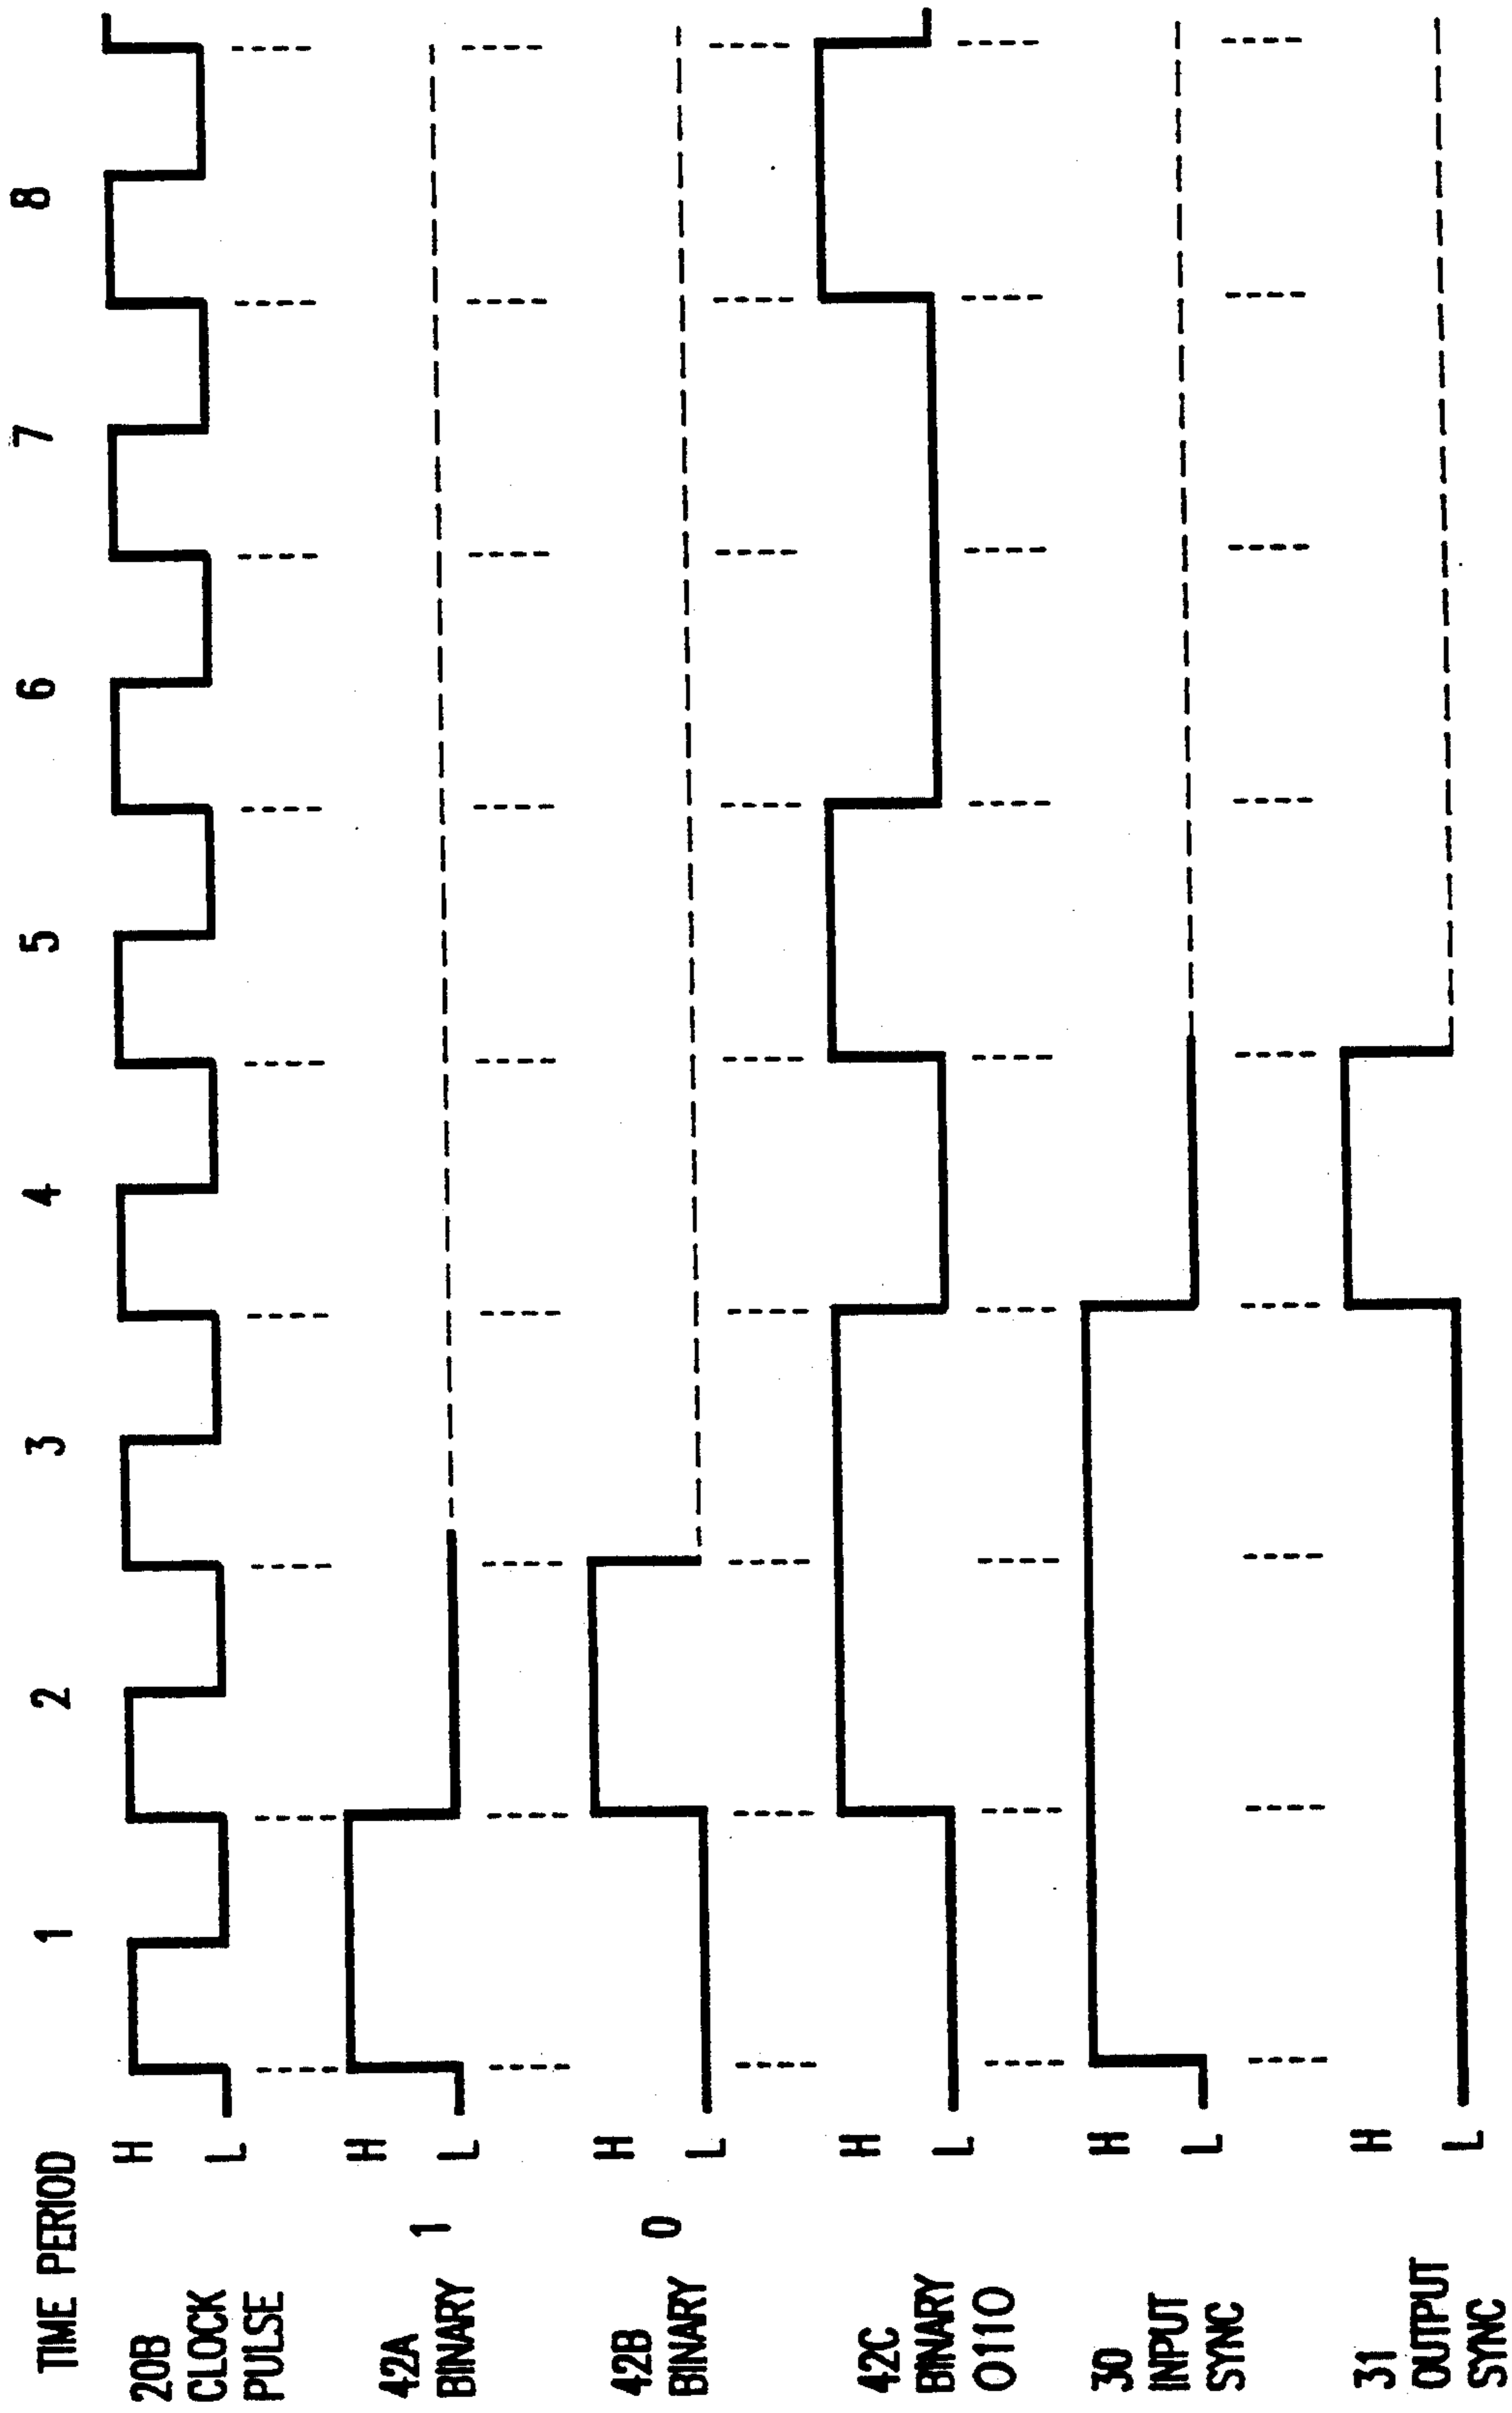 TIME PERIOD 1 2 3 4 5 6 7 8
20B
CLOCK
PULSE
H
L
42A
BINARY 1
H
L
42B
BINARY 0
H
L
42C
BINARY
0110
H
L
30
INPUT
SYNC
H
L
31
OUTPUT
SYNC
H
L